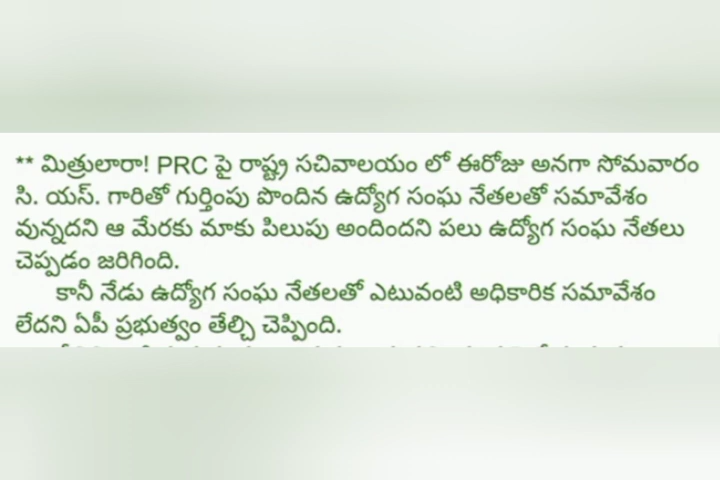 ** మిత్రులారా! PRC పై రాష్ట్ర సచివాలయం లో ఈరోజు అనగా సోమవారం
సి. యస్. గారితో గుర్తింపు పొందిన ఉద్యోగ సంఘ నేతలతో సమావేశం
వున్నదని ఆ మేరకు మాకు పిలుపు అందిందని పలు ఉద్యోగ సంఘ నేతలు
చెప్పడం జరిగింది.
కానీ నేడు ఉద్యోగ సంఘ నేతలతో ఎటువంటి అధికారిక సమావేశం
లేదని ఏపీ ప్రభుత్వం తేల్చి చెప్పింది.